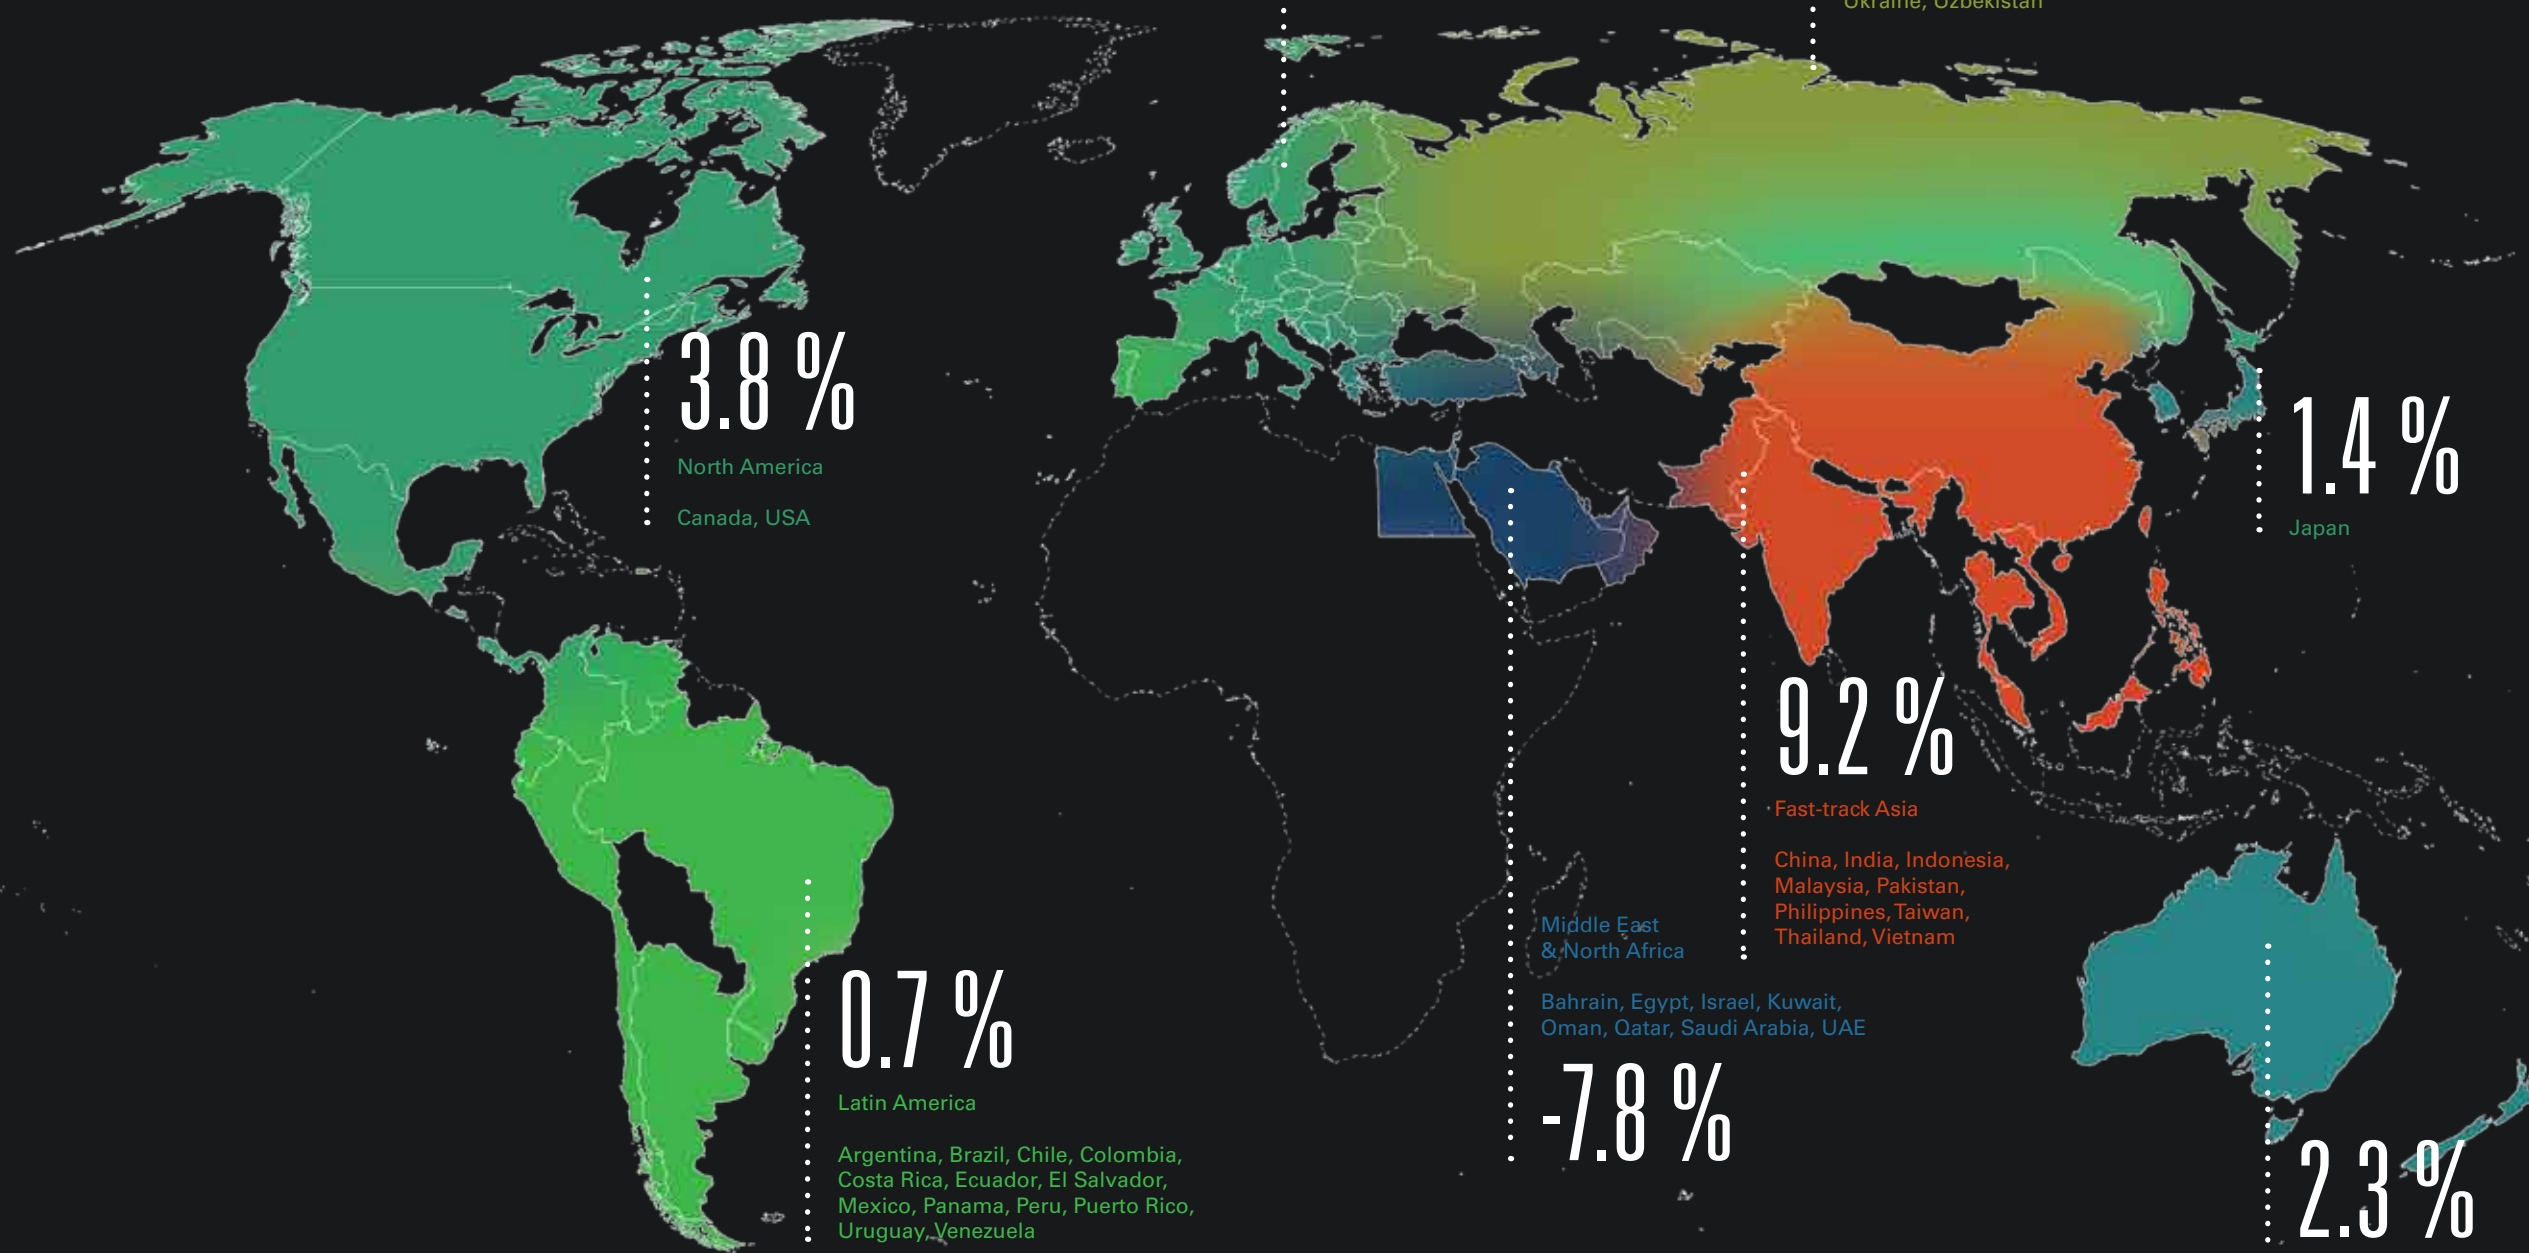 Ukraine, Uzbekistan
3.8 %
North America
Canada, USA
1.4 %
Japan
9.2 %
Fast-track Asia
China, India, Indonesia,
Malaysia, Pakistan,
Philippines, Taiwan,
Thailand, Vietnam
Middle East
& North Africa
Bahrain, Egypt, Israel, Kuwait,
Oman, Qatar, Saudi Arabia, UAE
-7.8 %
0.7 %
Latin America
Argentina, Brazil, Chile, Colombia,
Costa Rica, Ecuador, El Salvador,
Mexico, Panama, Peru, Puerto Rico,
Uruguay, Venezuela
2.3 %